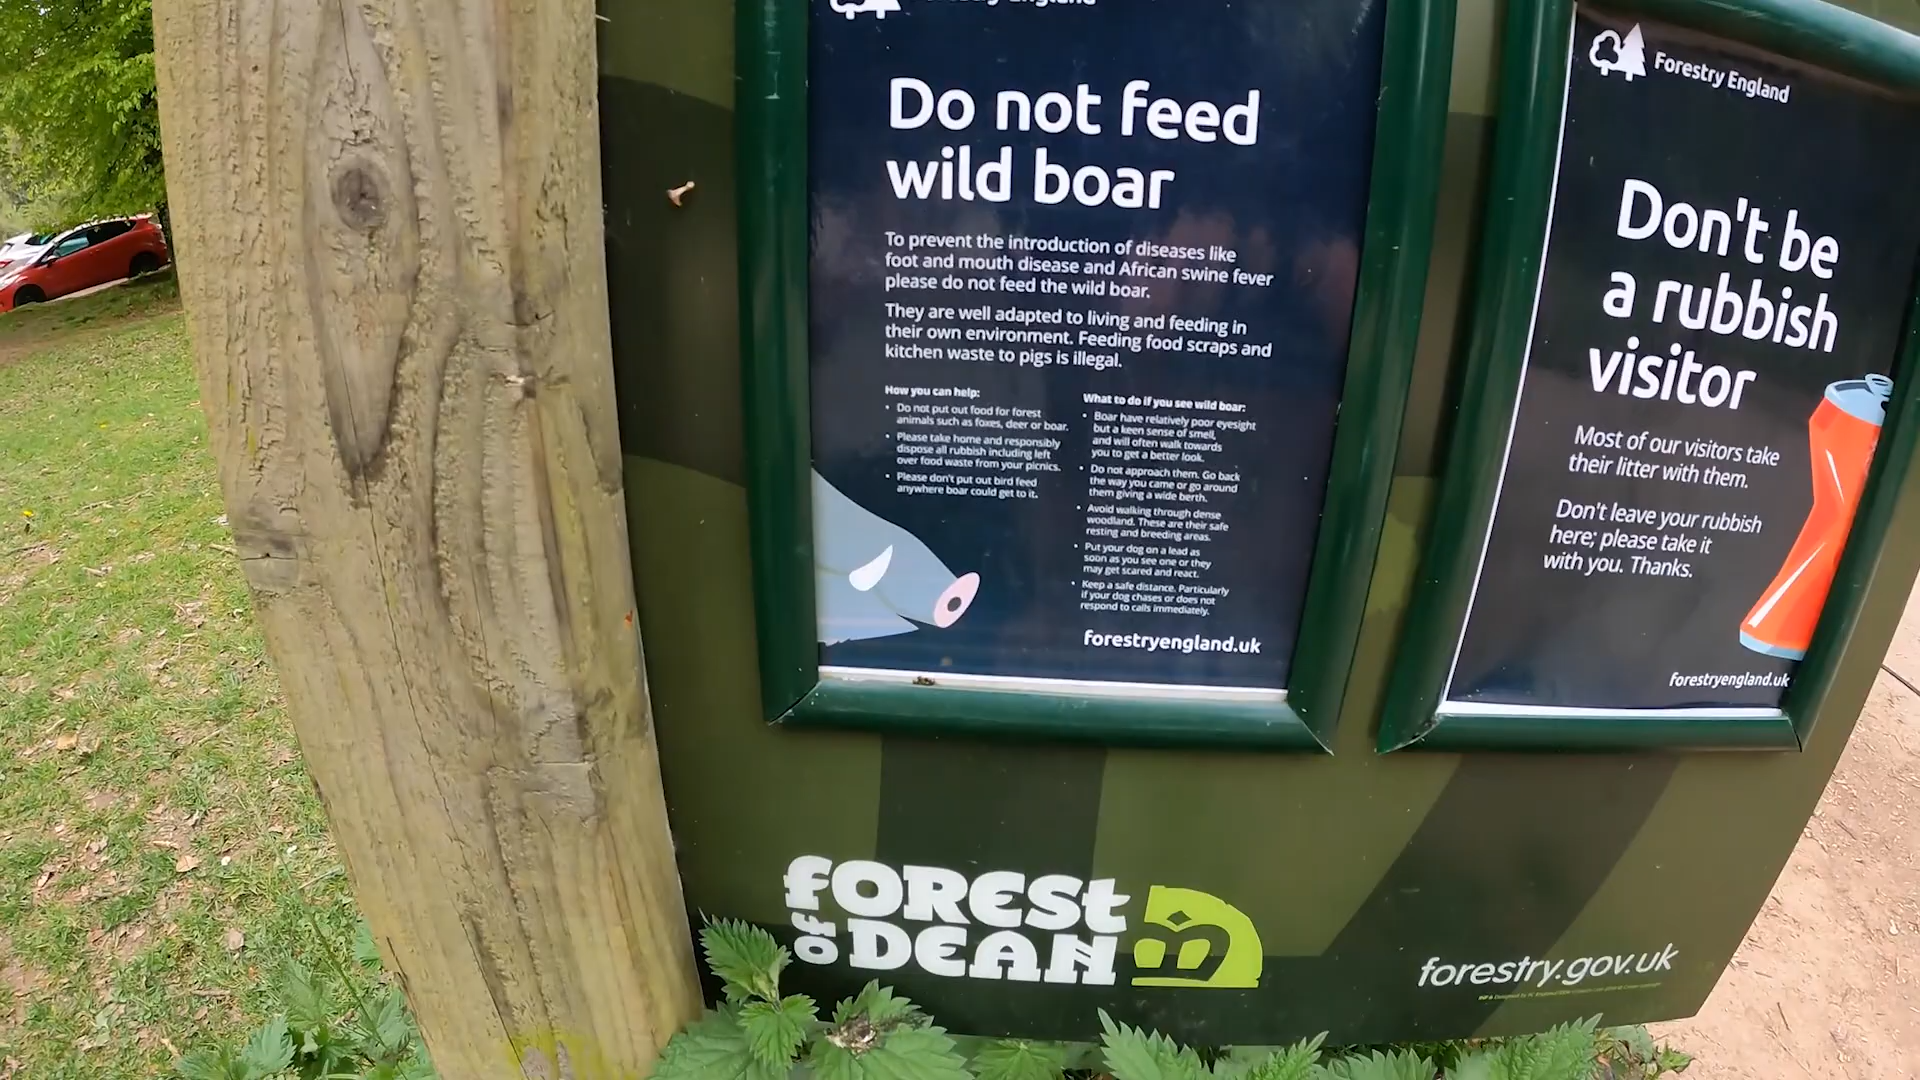 Forestry England
Do not feed
wild boar
To prevent the introduction of diseases like
foot and mouth disease and African swine fever
please do not feed the wild boar.
They are well adapted to living and feeding in
their own environment. Feeding food scraps and
kitchen waste to pigs is illegal.
How you can help:
• Do not put out food for forest
animals such as foxes, deer or boar.
• Please take home and responsibly
dispose all rubbish including left
over food waste from your picnics.
• Please don't put out bird feed
anywhere boar could get to it.
What to do if you see wild boar:
• Boar have relatively poor eyesight
but a keen sense of smell,
and will often walk towards
you to get a better look.
• Do not approach them. Go back
the way you came or go around
them giving a wide berth.
• Avoid walking through dense
woodland. These are their safe
resting and breeding areas.
• Put your dog on a lead as
soon as you see one or they
may get scared and react.
• Keep a safe distance. Particularly
if your dog chases or does not
respond to calls immediately.
forestryengland.uk
Forestry England
Don't be
a rubbish
visitor
Most of our visitors take
their litter with them.
Don't leave your rubbish
here; please take it
with you. Thanks.
forestryengland.uk
FOREST
of DEAN
forestry.gov.uk